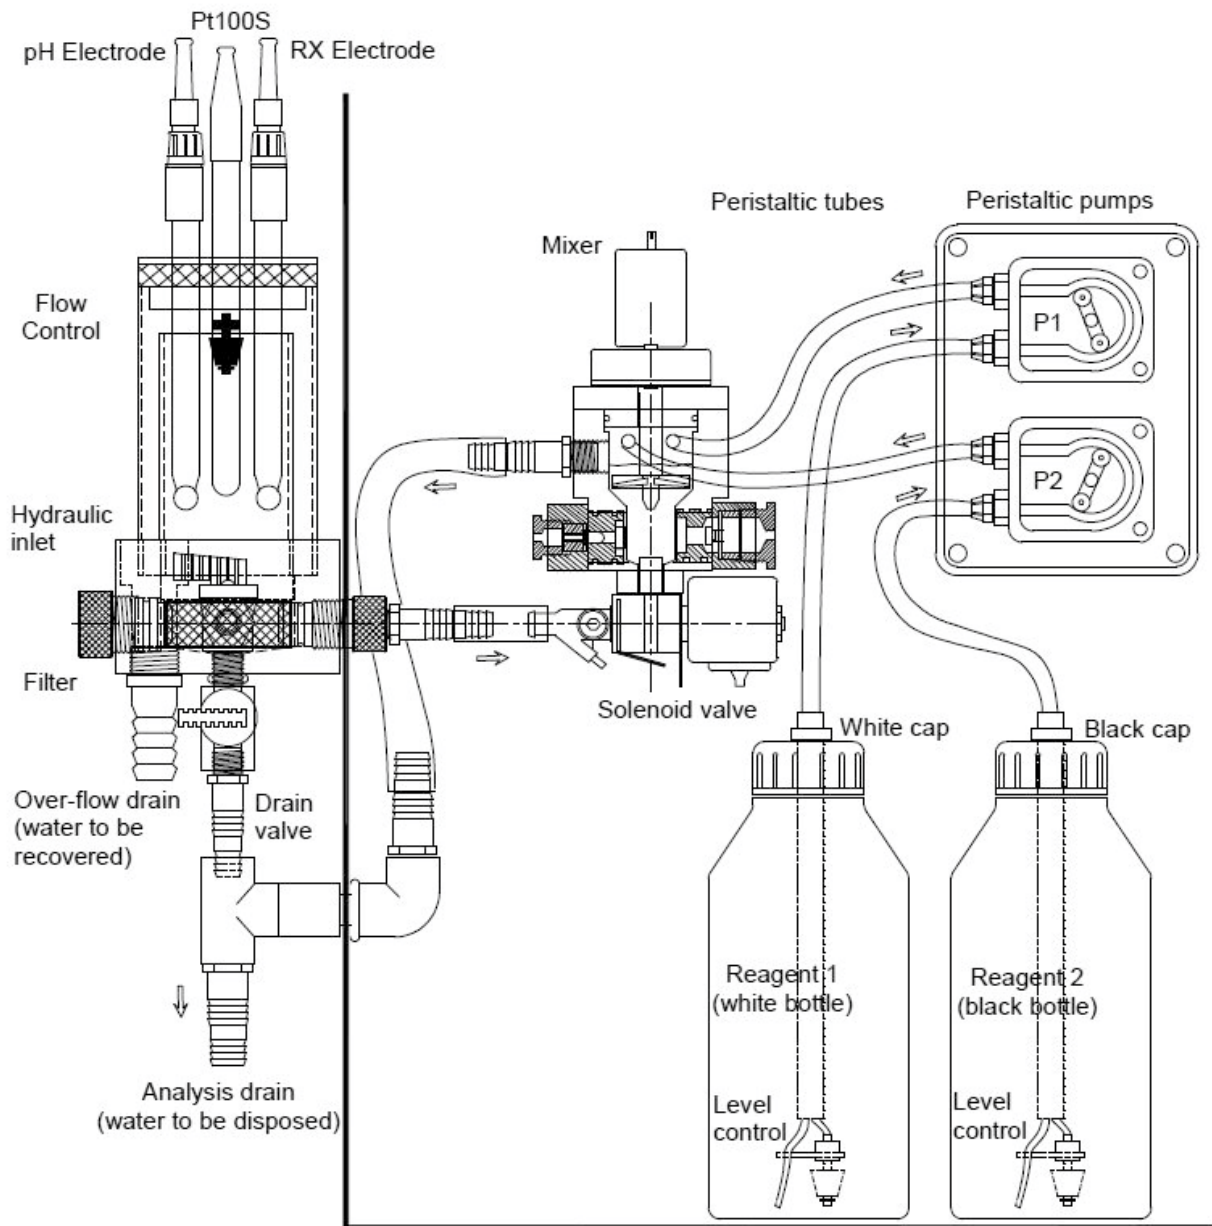 Pt100S
pH Electrode
RX Electrode
Peristaltic tubes
Peristaltic pumps
Mixer
Flow
Control
P1
P2
Hydraulic
inlet
Filter
Solenoid valve
White cap
Black cap
Over-flow drain
(water to be
recovered)
Drain
valve
Reagent 1
(white bottle)
Reagent 2
(black bottle)
Analysis drain
(water to be disposed)
Level
control
Level
control